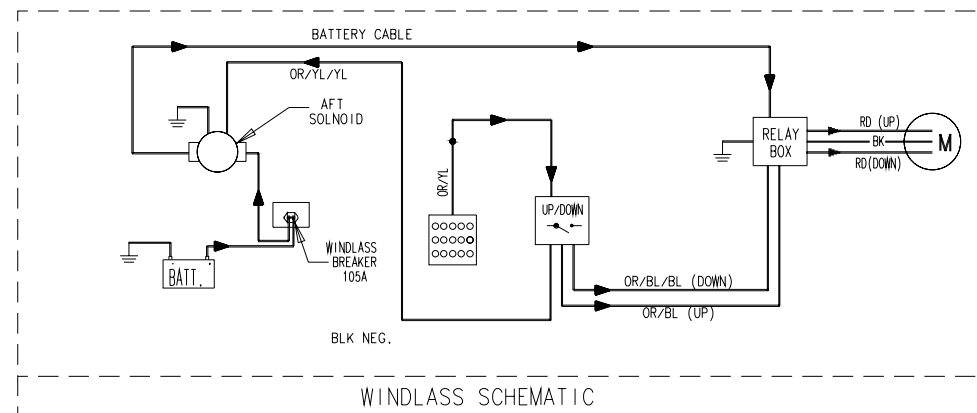 BATTERY CABLE
OR/YL/YL
AFT
SOLNOID
RELAY
BOX
RD (UP)
BK
RD(DOWN)
M
OR/YL
UP/DOWN
WINDLASS
BREAKER
105A
BATT.
OR/BL/BL (DOWN)
OR/BL (UP)
BLK NEG.
WINDLASS SCHEMATIC